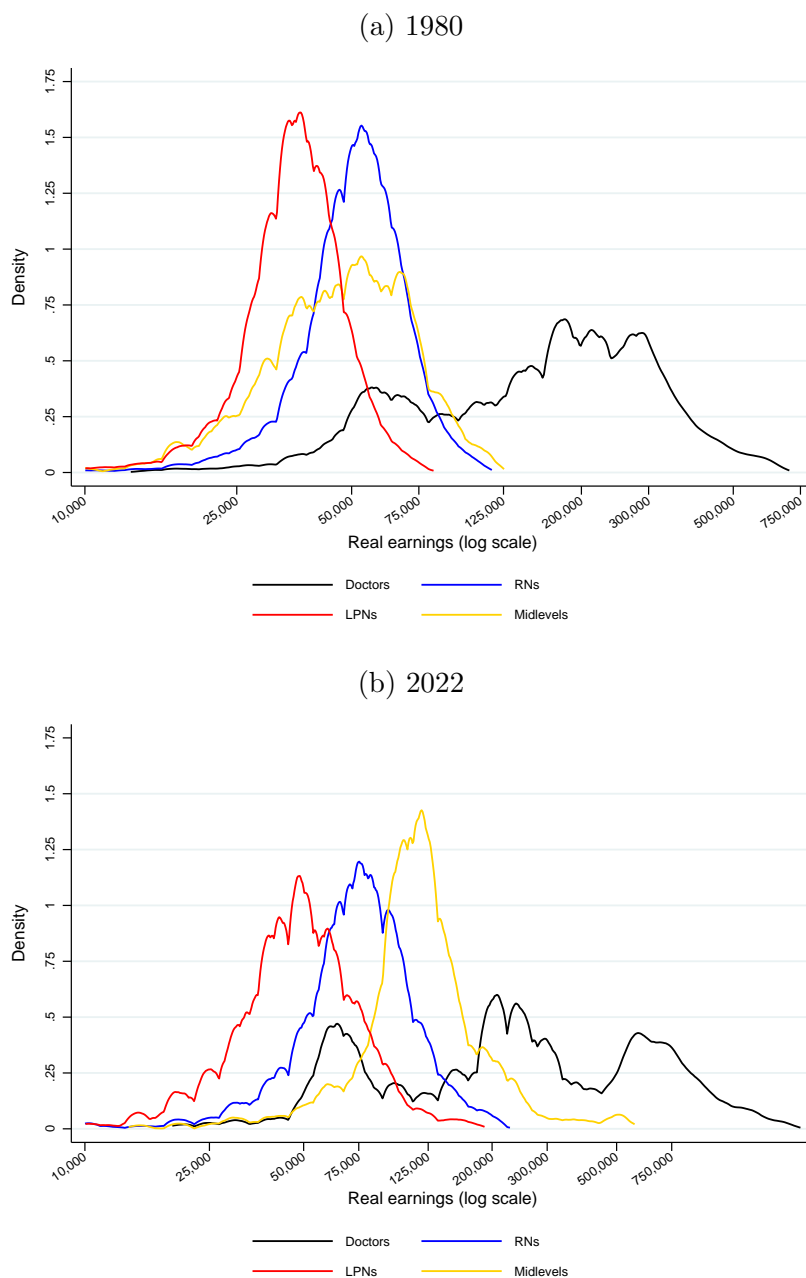 (a) 1980
1.75
1.5
1.25
1
.75
.5
.25
0
Density
10,000 25,000 50,000 75,000 125,000 200,000 300,000 500,000 750,000
Real earnings (log scale)
Doctors RNs
LPNs Midlevels
(b) 2022
1.75
1.5
1.25
1
.75
.5
.25
0
Density
10,000 25,000 50,000 75,000 125,000 200,000 300,000 500,000 750,000
Real earnings (log scale)
Doctors RNs
LPNs Midlevels